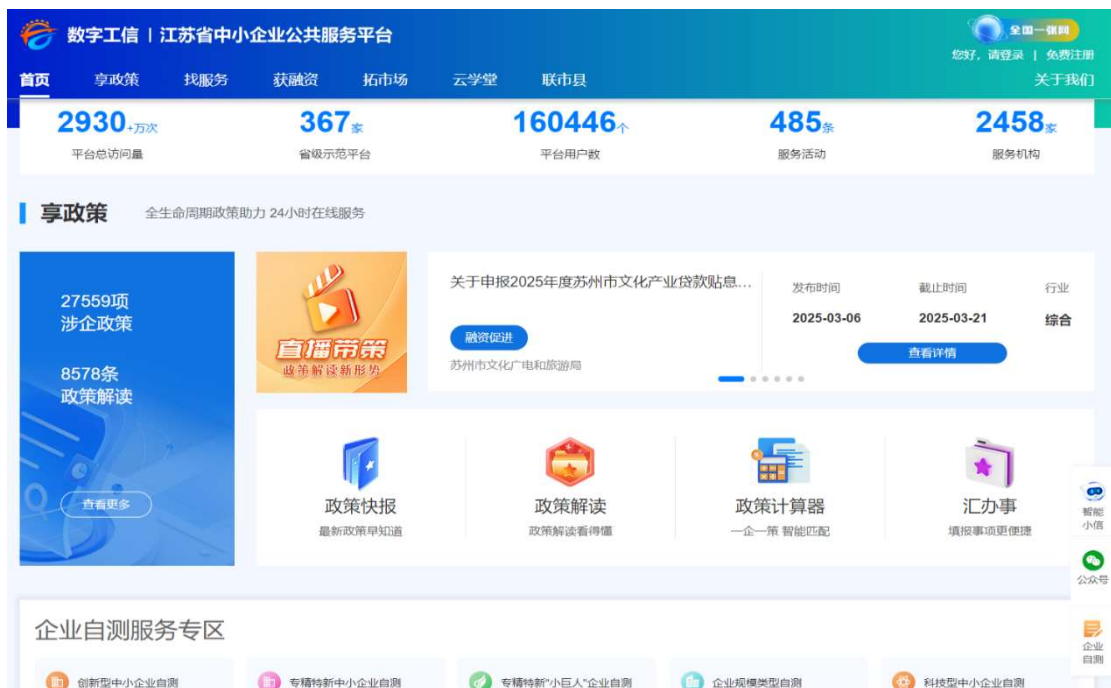 数字工信 | 江苏省中小企业公共服务平台
全国一张网
您好，请登录 | 免费注册
首页 享政策 找服务 获融资 拓市场 云学堂 联市县 关于我们
2930+万次 367家 160446个 485条 2458家
平台总访问量 省级示范平台 平台用户数 服务活动 服务机构
享政策 全生命周期政策助力 24小时在线服务
27559项
涉企政策
8578条
政策解读
查看更多
直播带策
政策解读新形势
关于申报2025年度苏州市文化产业贷款贴息...
融资促进
苏州市文化广电和旅游局
发布时间 截止时间 行业
2025-03-06 2025-03-21 综合
查看详情
政策快报 政策解读 政策计算器 汇办事
最新政策早知道 政策解读看得懂 一企一策 智能匹配 填报事项更便捷
智能
小信
公众号
企业
自测
企业自测服务专区
创新型中小企业自测 专精特新中小企业自测 专精特新"小巨人"企业自测 企业规模类型自测 科技型中小企业自测